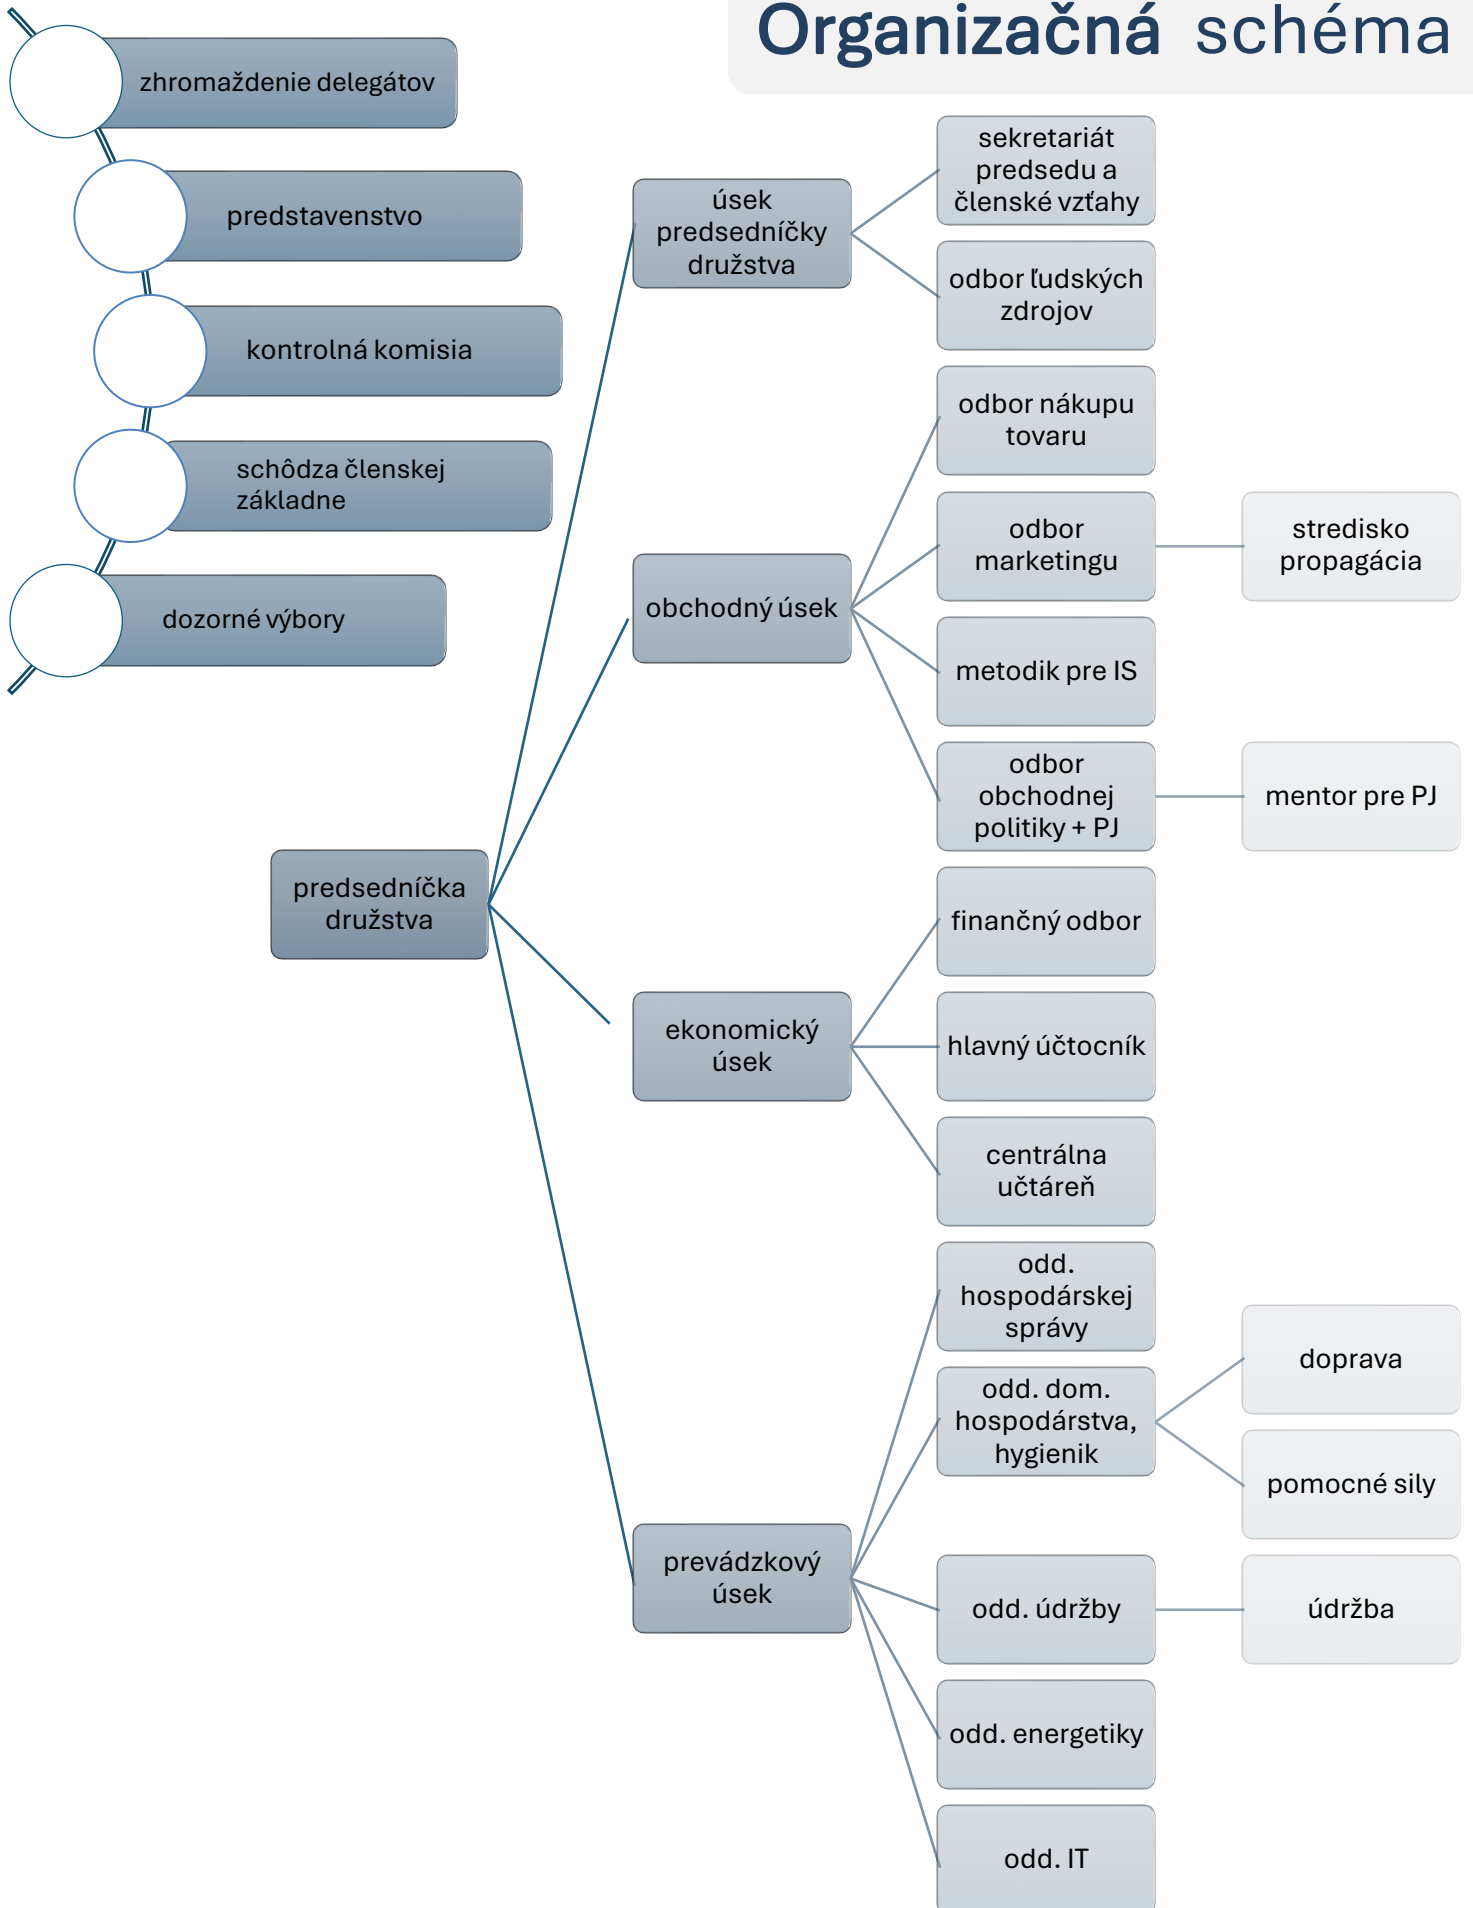 Organizačná schéma
zhromaždenie delegátov
predstavenstvo
kontrolná komisia
schôdza členskej
základne
dozorné výbory
predsedníčka
družstva
úsek
predsedníčky
družstva
sekretariát
predsedu a
členské vzťahy
odbor ľudských
zdrojov
obchodný úsek
odbor nákupu
tovaru
odbor
marketingu
stredisko
propagácia
metodik pre IS
odbor
obchodnej
politiky + PJ
mentor pre PJ
ekonomický
úsek
finančný odbor
hlavný účtocník
centrálna
učtáreň
prevádzkový
úsek
odd.
hospodárskej
správy
odd. dom.
hospodárstva,
hygienik
doprava
pomocné sily
odd. údržby
údržba
odd. energetiky
odd. IT